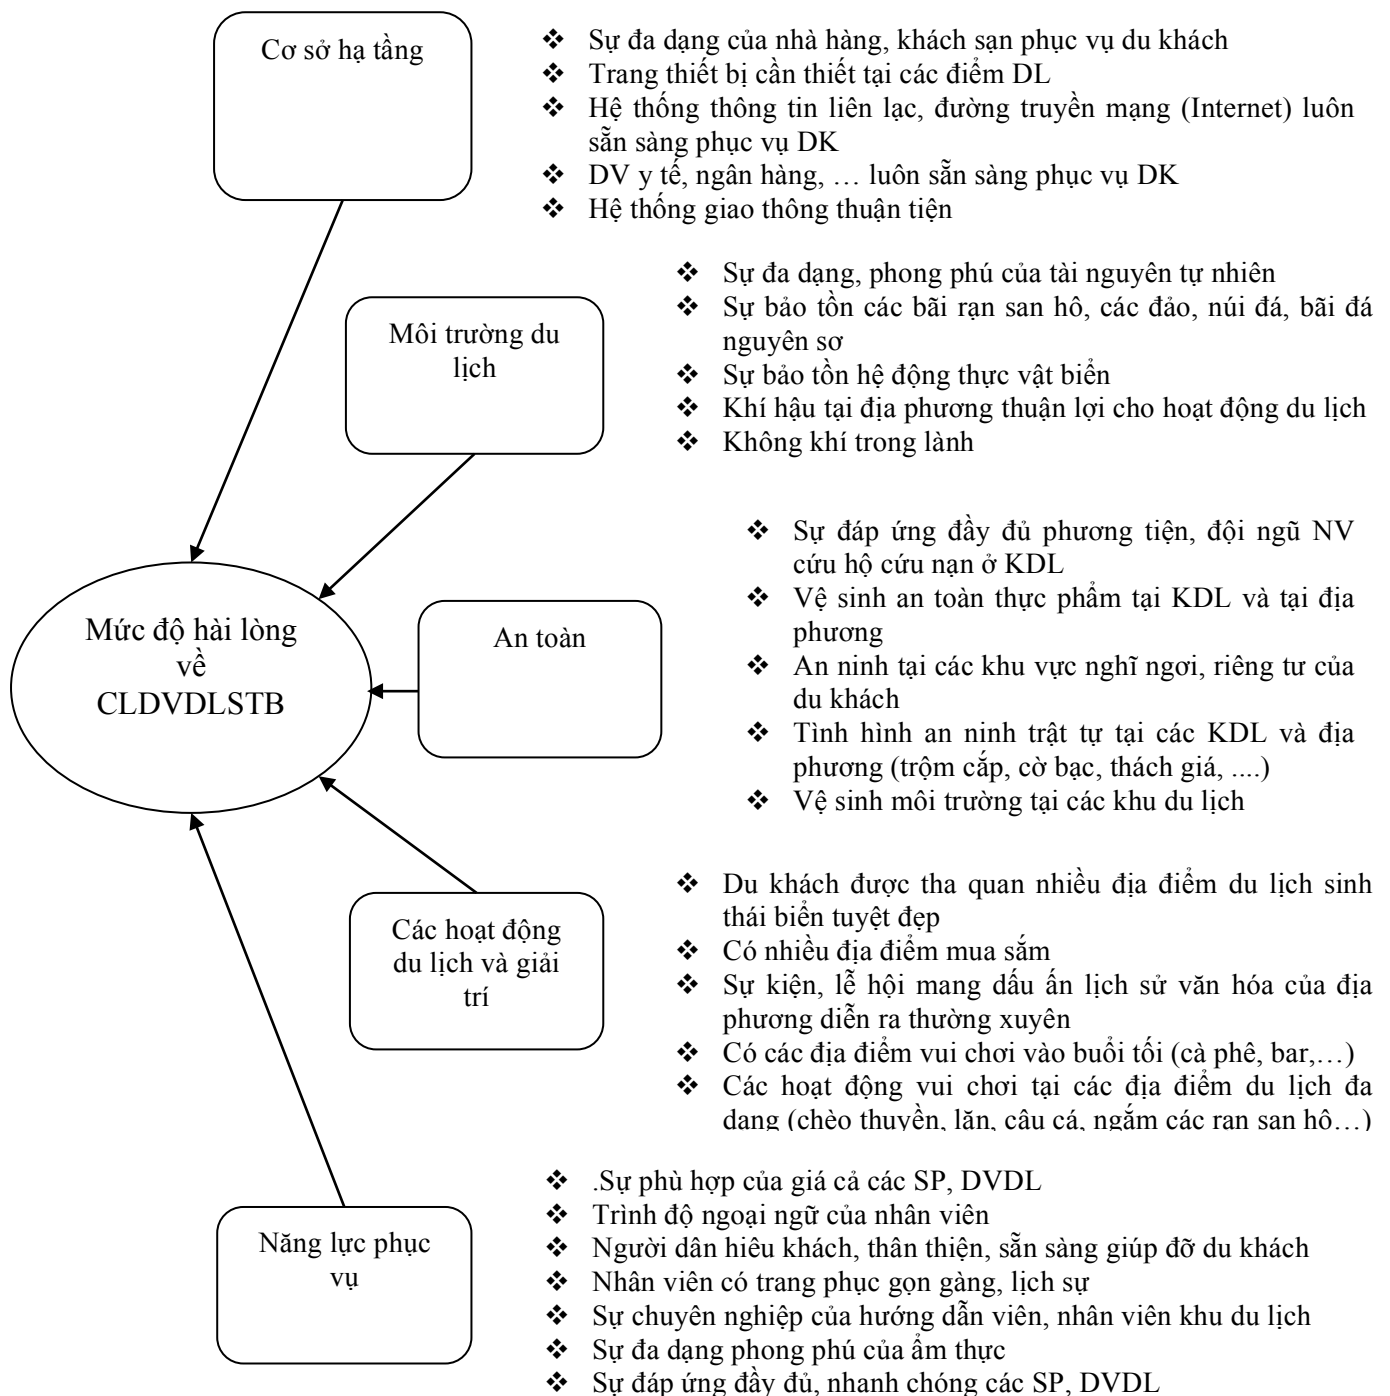 Cơ sở hạ tầng
❖ Sự đa dạng của nhà hàng, khách sạn phục vụ du khách
❖ Trang thiết bị cần thiết tại các điểm DL
❖ Hệ thống thông tin liên lạc, đường truyền mạng (Internet) luôn
sẵn sàng phục vụ DK
❖ DV y tế, ngân hàng, … luôn sẵn sàng phục vụ DK
❖ Hệ thống giao thông thuận tiện
Môi trường du
lịch
❖ Sự đa dạng, phong phú của tài nguyên tự nhiên
❖ Sự bảo tồn các bãi rạn san hô, các đảo, núi đá, bãi đá
nguyên sơ
❖ Sự bảo tồn hệ động thực vật biển
❖ Khí hậu tại địa phương thuận lợi cho hoạt động du lịch
❖ Không khí trong lành
Mức độ hài lòng
về
CLDVDLSTB
An toàn
❖ Sự đáp ứng đầy đủ phương tiện, đội ngũ NV
cứu hộ cứu nạn ở KDL
❖ Vệ sinh an toàn thực phẩm tại KDL và tại địa
phương
❖ An ninh tại các khu vực nghĩ ngơi, riêng tư của
du khách
❖ Tình hình an ninh trật tự tại các KDL và địa
phương (trộm cắp, cờ bạc, thách giá, ....)
❖ Vệ sinh môi trường tại các khu du lịch
Các hoạt động
du lịch và giải
trí
❖ Du khách được tha quan nhiều địa điểm du lịch sinh
thái biển tuyệt đẹp
❖ Có nhiều địa điểm mua sắm
❖ Sự kiện, lễ hội mang dấu ấn lịch sử văn hóa của địa
phương diễn ra thường xuyên
❖ Có các địa điểm vui chơi vào buổi tối (cà phê, bar,…)
❖ Các hoạt động vui chơi tại các địa điểm du lịch đa
dạng (chèo thuyền, lặn, câu cá, ngắm các rạn san hô…)
Năng lực phục
vụ
❖ .Sự phù hợp của giá cả các SP, DVDL
❖ Trình độ ngoại ngữ của nhân viên
❖ Người dân hiêu khách, thân thiện, sẵn sàng giúp đỡ du khách
❖ Nhân viên có trang phục gọn gàng, lịch sự
❖ Sự chuyên nghiệp của hướng dẫn viên, nhân viên khu du lịch
❖ Sự đa dạng phong phú của ẩm thực
❖ Sự đáp ứng đầy đủ, nhanh chóng các SP, DVDL